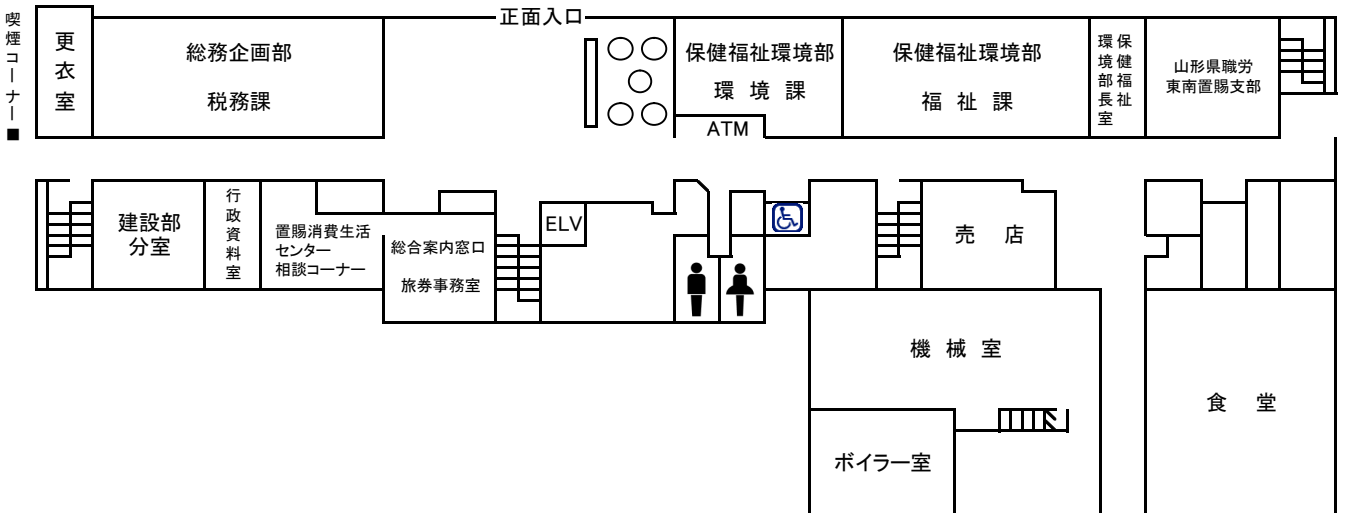 喫煙コーナー■
更衣室
総務企画部
税務課
正面入口
保健福祉環境部
環境課
ATM
保健福祉環境部
福祉課
保健福祉
環境部長室
山形県職労
東南置賜支部
建設部
分室
行政資料室
置賜消費生活
センター
相談コーナー
総合案内窓口
旅券事務室
ELV
売店
機械室
ボイラー室
食堂